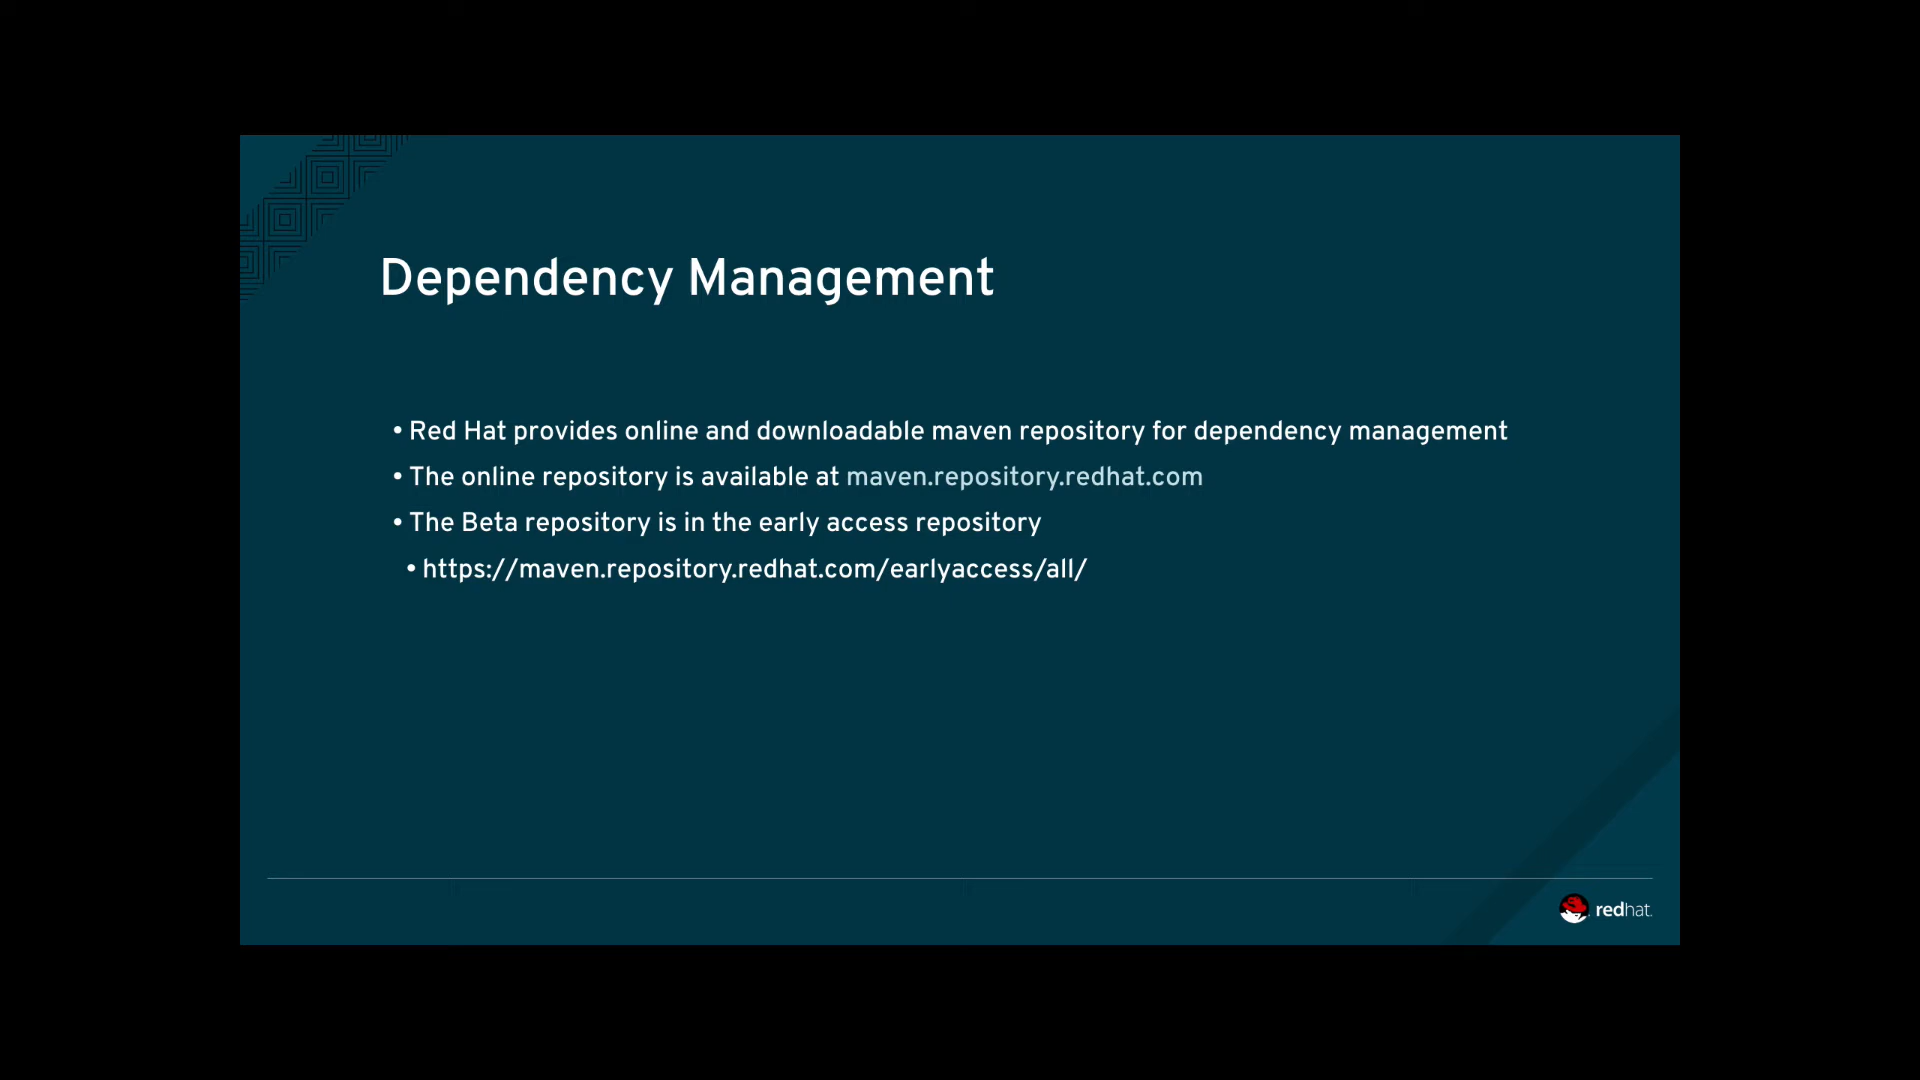 Dependency Management
• Red Hat provides online and downloadable maven repository for dependency management
• The online repository is available at maven.repository.redhat.com
• The Beta repository is in the early access repository
• https://maven.repository.redhat.com/earlyaccess/all/
redhat.